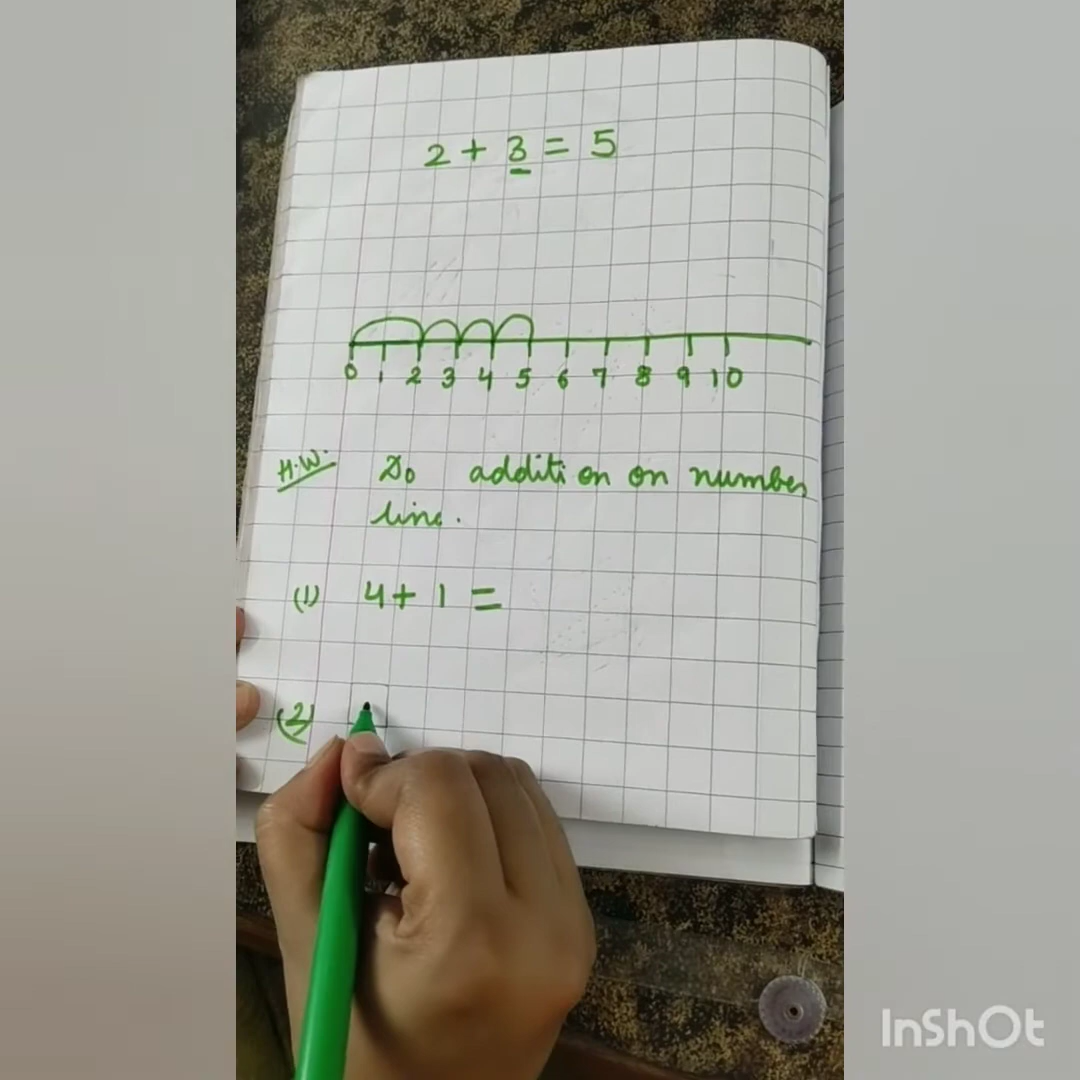 2 + 3 = 5
0 1 2 3 4 5 6 7 8 9 10
H.W. Do addition on number
line.
(1) 4 + 1 =
(2)
InShOt